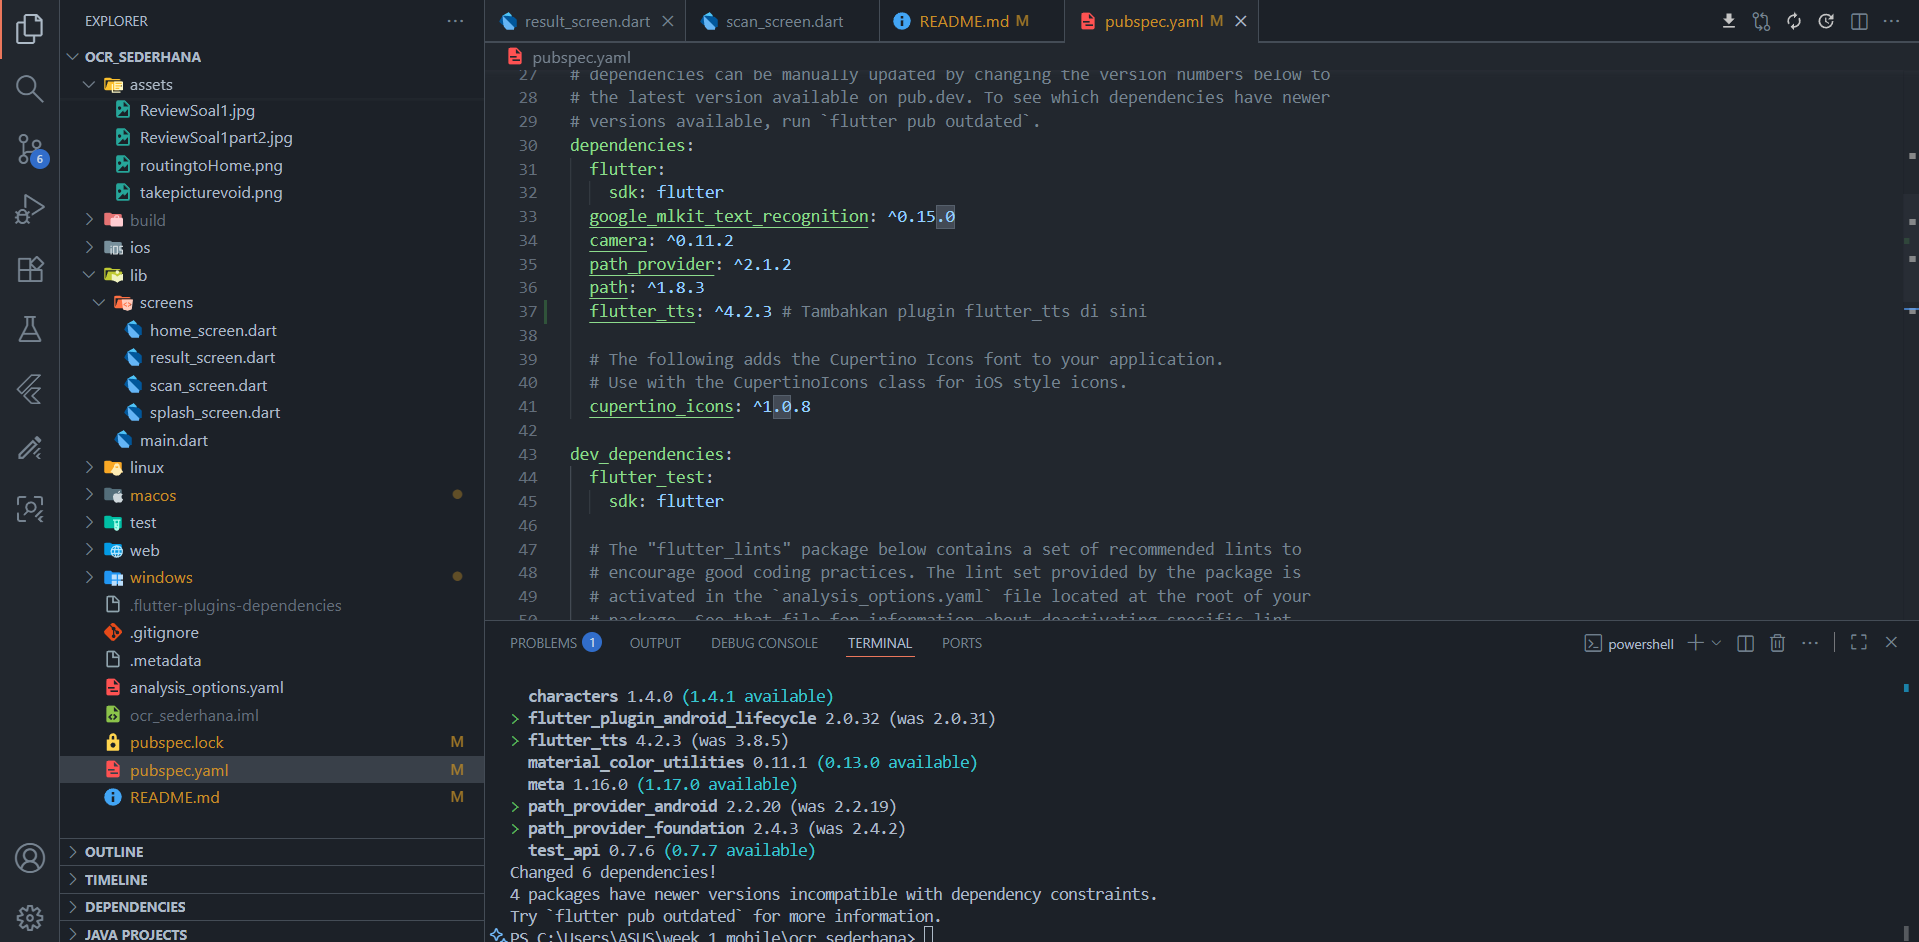 EXPLORER
OCR_SEDERHANA
assets
ReviewSoal1.jpg
ReviewSoal1part2.jpg
routingtoHome.png
takepicturevoid.png
build
ios
lib
screens
home_screen.dart
result_screen.dart
scan_screen.dart
splash_screen.dart
main.dart
linux
macos
test
web
windows
.flutter-plugins-dependencies
.gitignore
.metadata
analysis_options.yaml
ocr_sederhana.iml
pubspec.lock M
pubspec.yaml M
README.md M
OUTLINE
TIMELINE
DEPENDENCIES
JAVA PROJECTS
6
result_screen.dart scan_screen.dart README.md M pubspec.yaml M
pubspec.yaml
27 # dependencies can be manually updated by changing the version numbers below to
28 # the latest version available on pub.dev. To see which dependencies have newer
29 # versions available, run `flutter pub outdated`.
30 dependencies:
31 flutter:
32 sdk: flutter
33 google_mlkit_text_recognition: ^0.15.0
34 camera: ^0.11.2
35 path_provider: ^2.1.2
36 path: ^1.8.3
37 flutter_tts: ^4.2.3 # Tambahkan plugin flutter_tts di sini
38
39 # The following adds the Cupertino Icons font to your application.
40 # Use with the CupertinoIcons class for iOS style icons.
41 cupertino_icons: ^1.0.8
42
43 dev_dependencies:
44 flutter_test:
45 sdk: flutter
46
47 # The "flutter_lints" package below contains a set of recommended lints to
48 # encourage good coding practices. The lint set provided by the package is
49 # activated in the `analysis_options.yaml` file located at the root of your
50 # package. See that file for information about deactivating specific lint
PROBLEMS 1 OUTPUT DEBUG CONSOLE TERMINAL PORTS powershell
characters 1.4.0 (1.4.1 available)
> flutter_plugin_android_lifecycle 2.0.32 (was 2.0.31)
> flutter_tts 4.2.3 (was 3.8.5)
material_color_utilities 0.11.1 (0.13.0 available)
meta 1.16.0 (1.17.0 available)
> path_provider_android 2.2.20 (was 2.2.19)
> path_provider_foundation 2.4.3 (was 2.4.2)
test_api 0.7.6 (0.7.7 available)
Changed 6 dependencies!
4 packages have newer versions incompatible with dependency constraints.
Try `flutter pub outdated` for more information.
PS C:\Users\ASUS\week_1_mobile\ocr_sederhana>